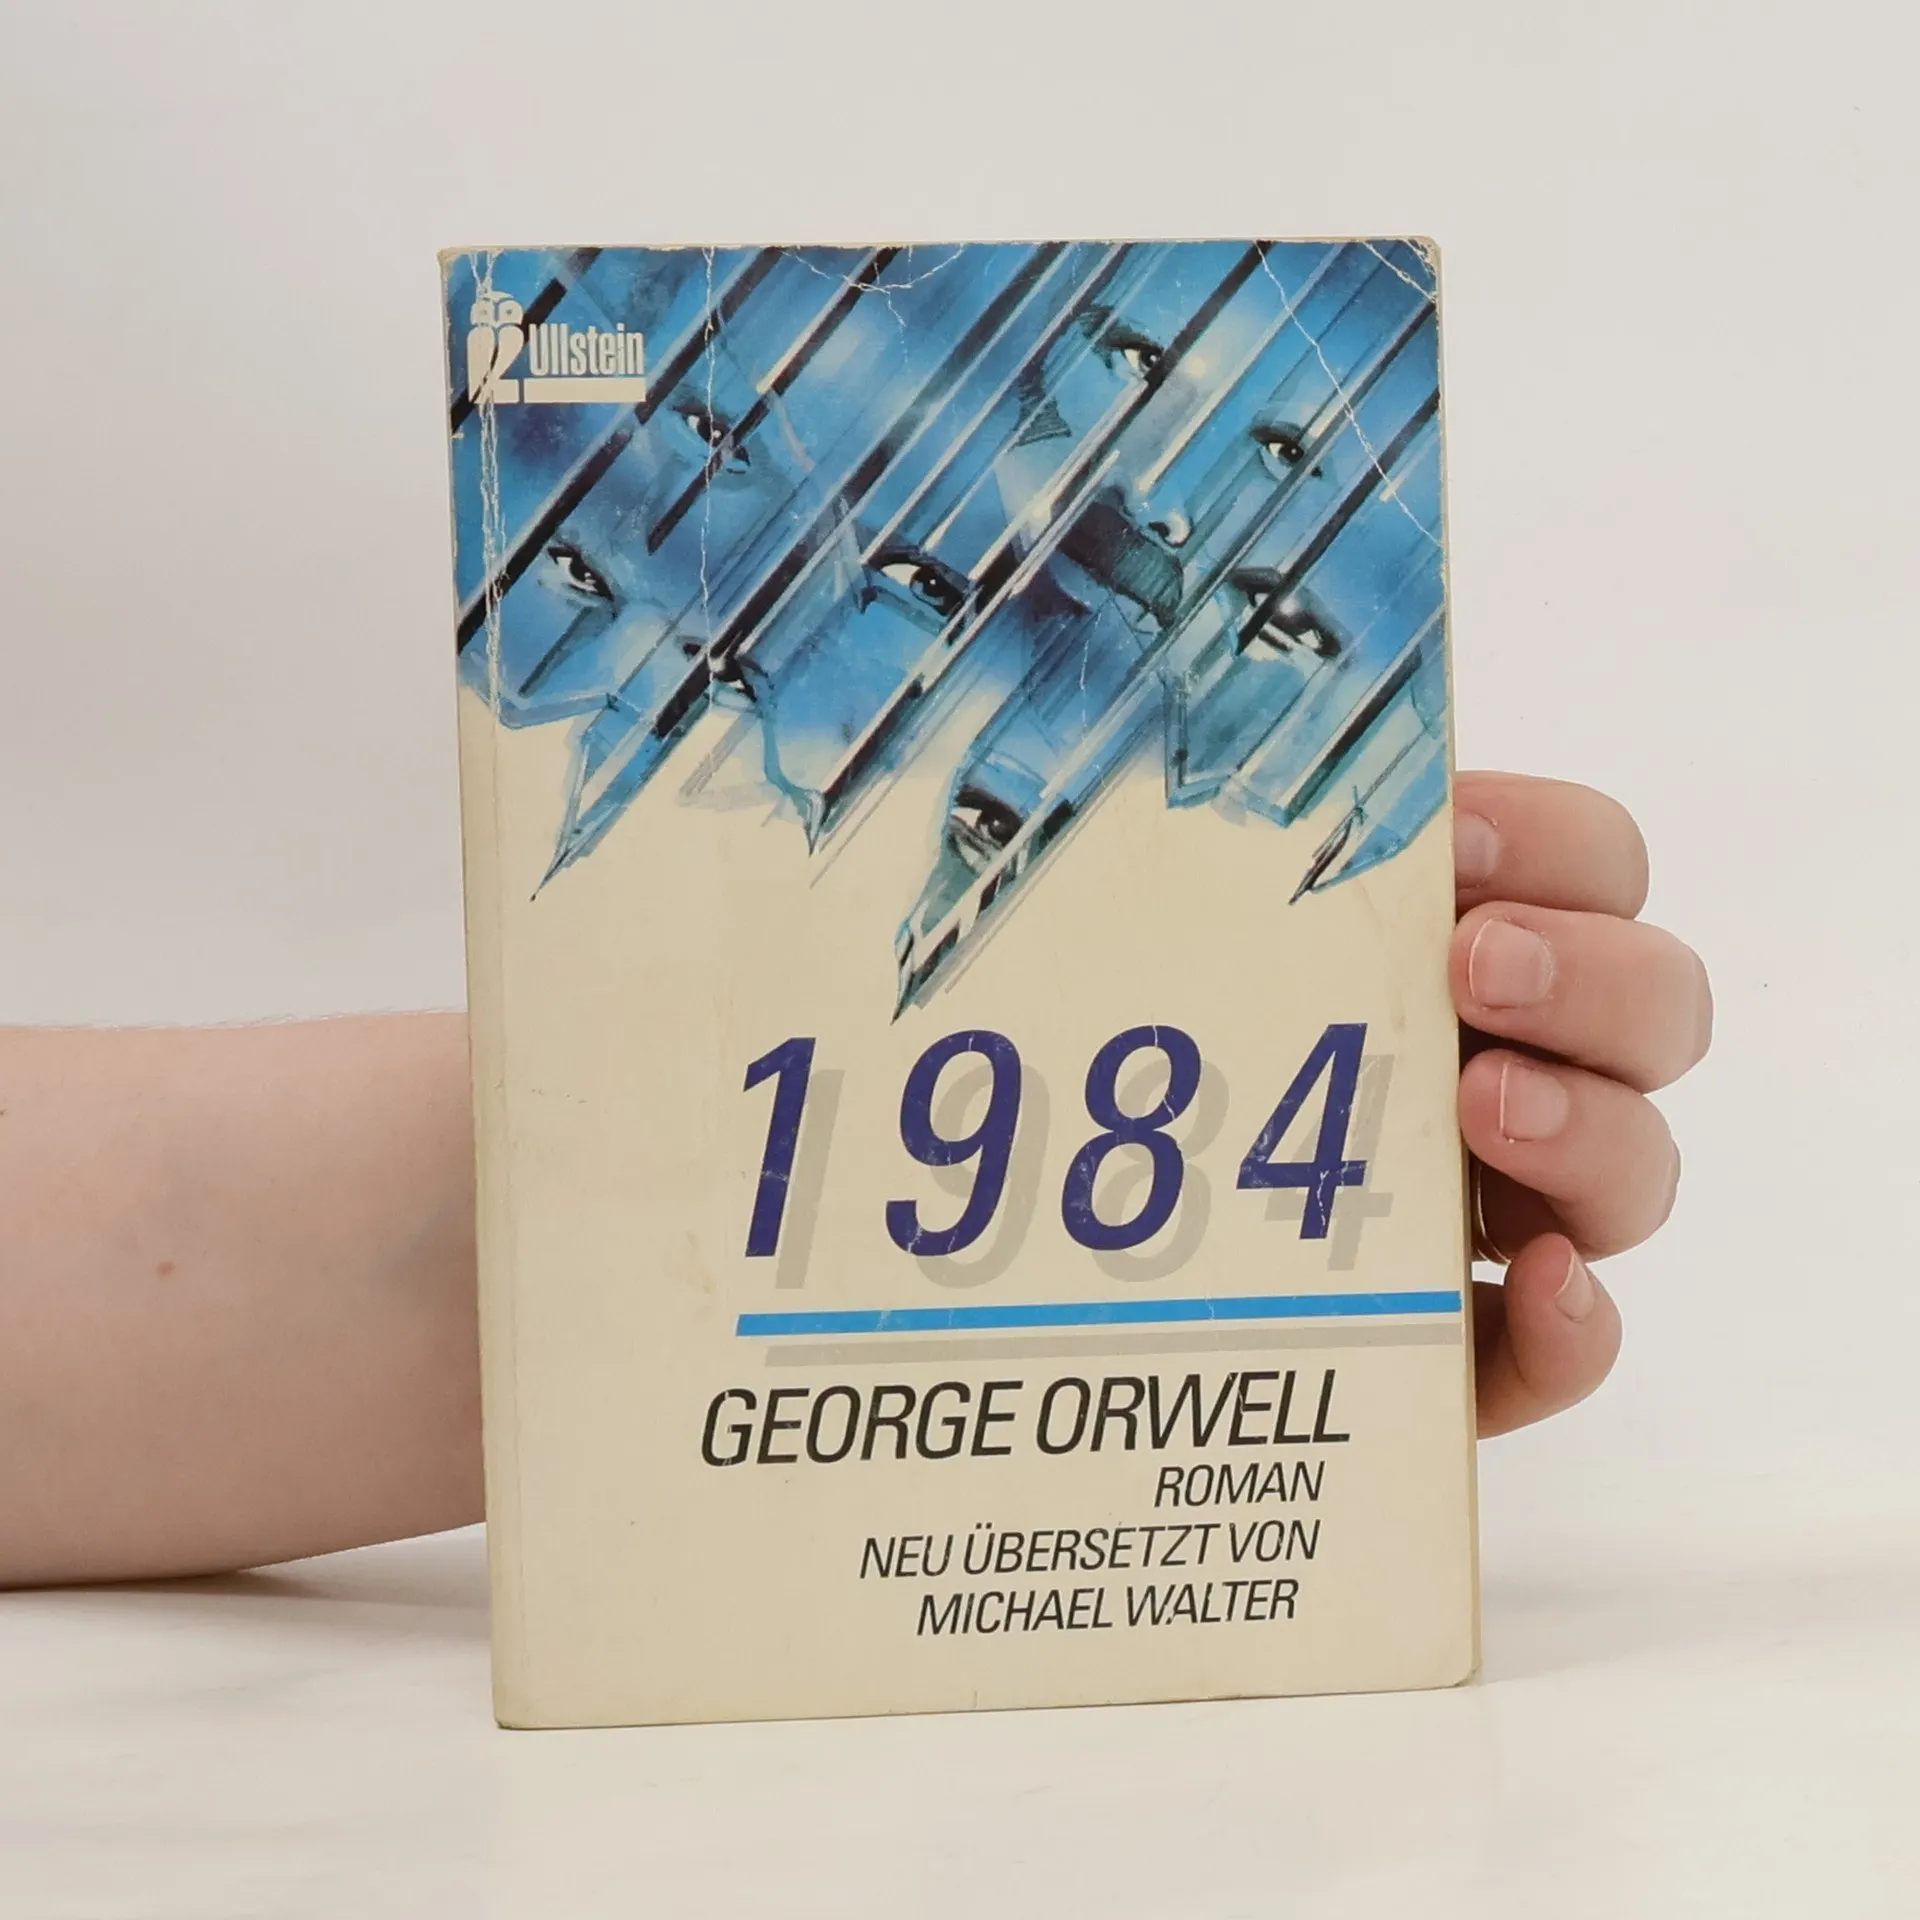 Ullstein
1984
GEORGE ORWELL
ROMAN
NEU ÜBERSETZT VON
MICHAEL WALTER